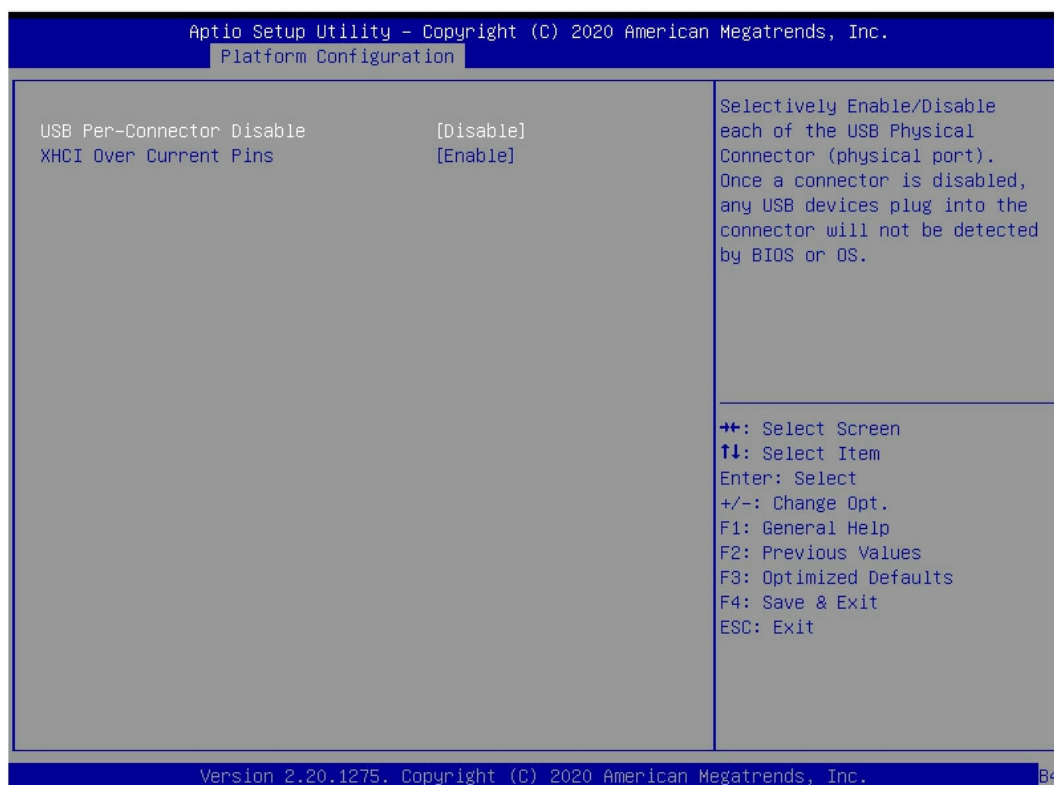 Aptio Setup Utility – Copyright (C) 2020 American Megatrends, Inc.
Platform Configuration
USB Per-Connector Disable [Disable]
XHCI Over Current Pins [Enable]
Selectively Enable/Disable
each of the USB Physical
Connector (physical port).
Once a connector is disabled,
any USB devices plug into the
connector will not be detected
by BIOS or OS.
→←: Select Screen
↑↓: Select Item
Enter: Select
+/-: Change Opt.
F1: General Help
F2: Previous Values
F3: Optimized Defaults
F4: Save & Exit
ESC: Exit
Version 2.20.1275. Copyright (C) 2020 American Megatrends, Inc.
B4